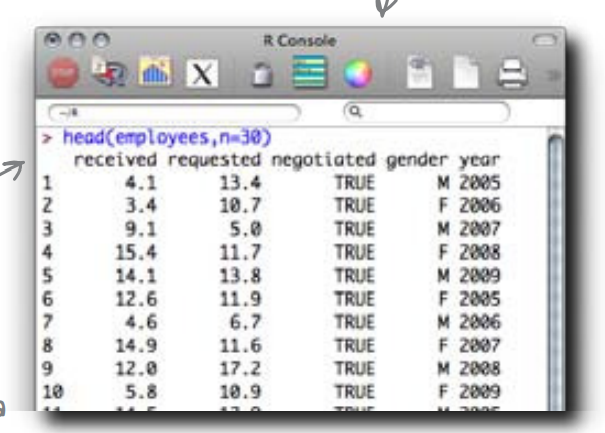 R Console
STOP
X
~/R
> head(employees,n=30)
received requested negotiated gender year
1 4.1 13.4 TRUE M 2005
2 3.4 10.7 TRUE F 2006
3 9.1 5.0 TRUE M 2007
4 15.4 11.7 TRUE F 2008
5 14.1 13.8 TRUE M 2009
6 12.6 11.9 TRUE F 2005
7 4.6 6.7 TRUE M 2006
8 14.9 11.6 TRUE F 2007
9 12.0 17.2 TRUE M 2008
10 5.8 10.9 TRUE F 2009